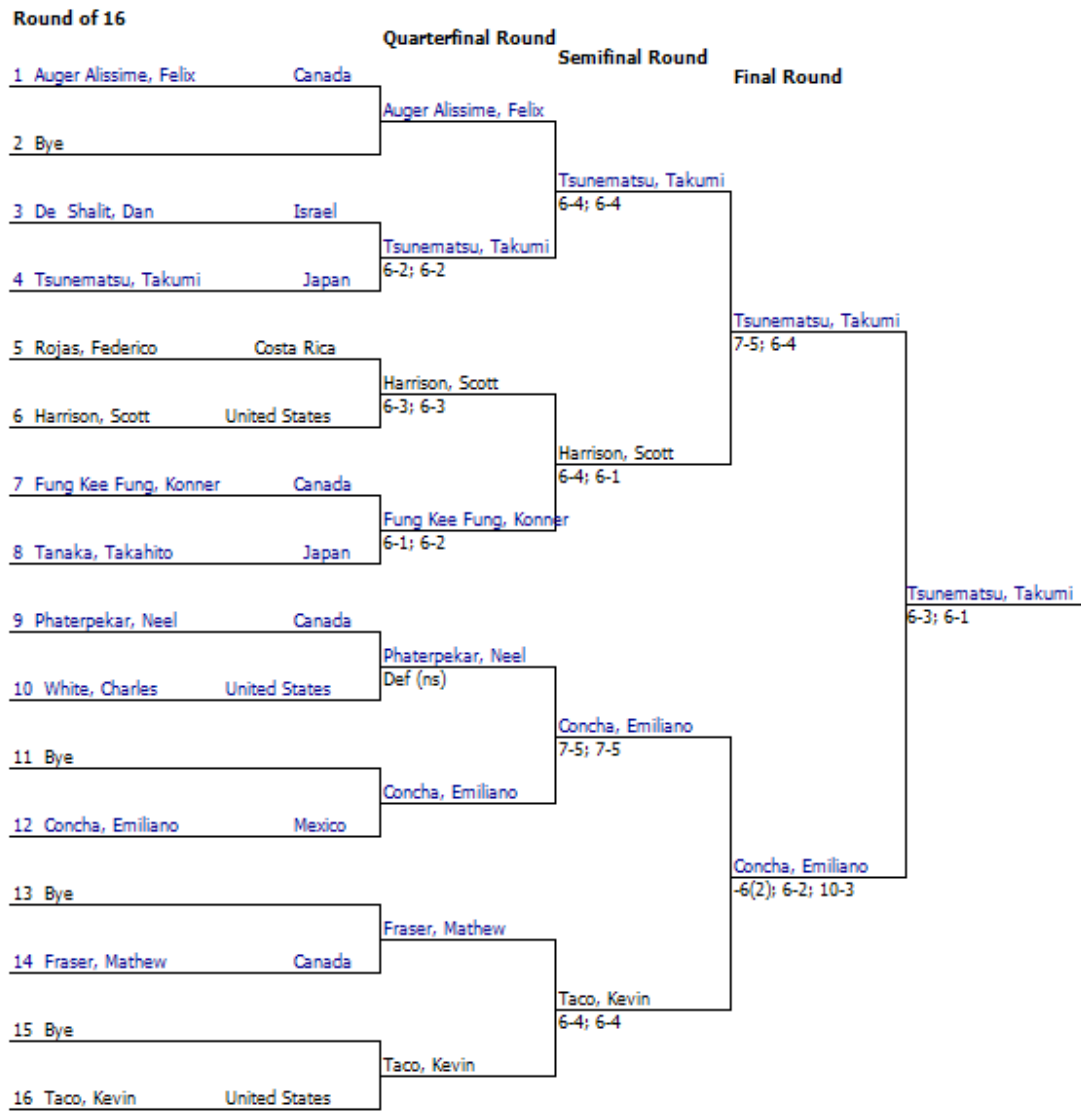 Round of 16
Quarterfinal Round
Semifinal Round
Final Round
1 Auger Alissime, Felix Canada
Auger Alissime, Felix
2 Bye
Tsunematsu, Takumi
6-4; 6-4
3 De Shalit, Dan Israel
Tsunematsu, Takumi
6-2; 6-2
4 Tsunematsu, Takumi Japan
Tsunematsu, Takumi
7-5; 6-4
5 Rojas, Federico Costa Rica
Harrison, Scott
6-3; 6-3
6 Harrison, Scott United States
Harrison, Scott
6-4; 6-1
7 Fung Kee Fung, Konner Canada
Fung Kee Fung, Konner
6-1; 6-2
8 Tanaka, Takahito Japan
Tsunematsu, Takumi
6-3; 6-1
9 Phaterpekar, Neel Canada
Phaterpekar, Neel
Def (ns)
10 White, Charles United States
Concha, Emiliano
7-5; 7-5
11 Bye
Concha, Emiliano
12 Concha, Emiliano Mexico
Concha, Emiliano
-6(2); 6-2; 10-3
13 Bye
Fraser, Mathew
14 Fraser, Mathew Canada
Taco, Kevin
6-4; 6-4
15 Bye
Taco, Kevin
16 Taco, Kevin United States